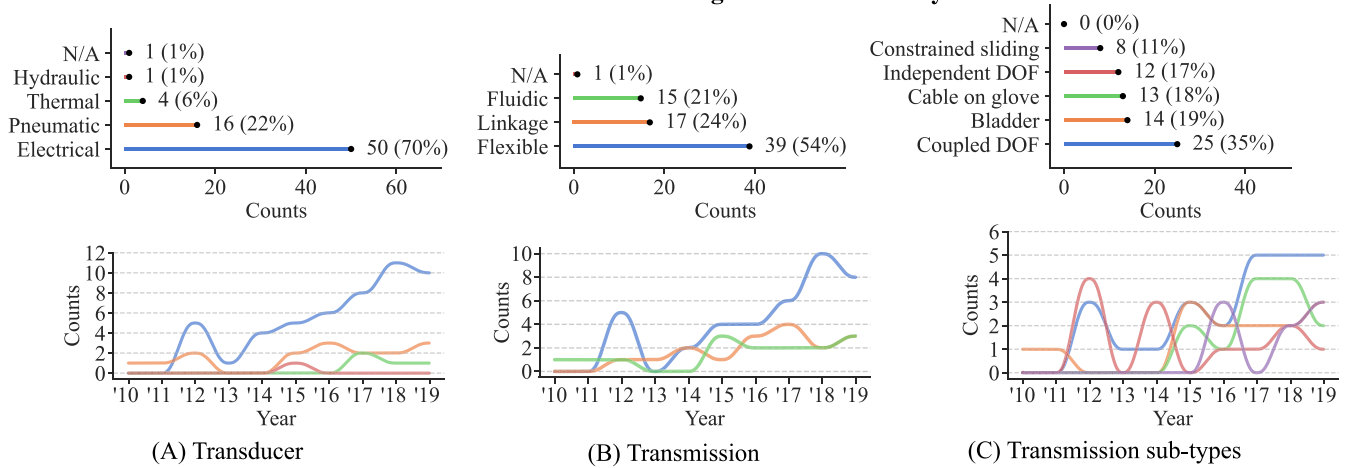 N/A 1 (1%)
Hydraulic 1 (1%)
Thermal 4 (6%)
Pneumatic 16 (22%)
Electrical 50 (70%)
0 20 40 60
Counts
N/A 1 (1%)
Fluidic 15 (21%)
Linkage 17 (24%)
Flexible 39 (54%)
0 20 40
Counts
N/A 0 (0%)
Constrained sliding 8 (11%)
Independent DOF 12 (17%)
Cable on glove 13 (18%)
Bladder 14 (19%)
Coupled DOF 25 (35%)
0 20 40
Counts
12
10
8
6
4
2
0
Counts
'10 '11 '12 '13 '14 '15 '16 '17 '18 '19
Year
(A) Transducer
10
8
6
4
2
0
Counts
'10 '11 '12 '13 '14 '15 '16 '17 '18 '19
Year
(B) Transmission
6
5
4
3
2
1
0
Counts
'10 '11 '12 '13 '14 '15 '16 '17 '18 '19
Year
(C) Transmission sub-types